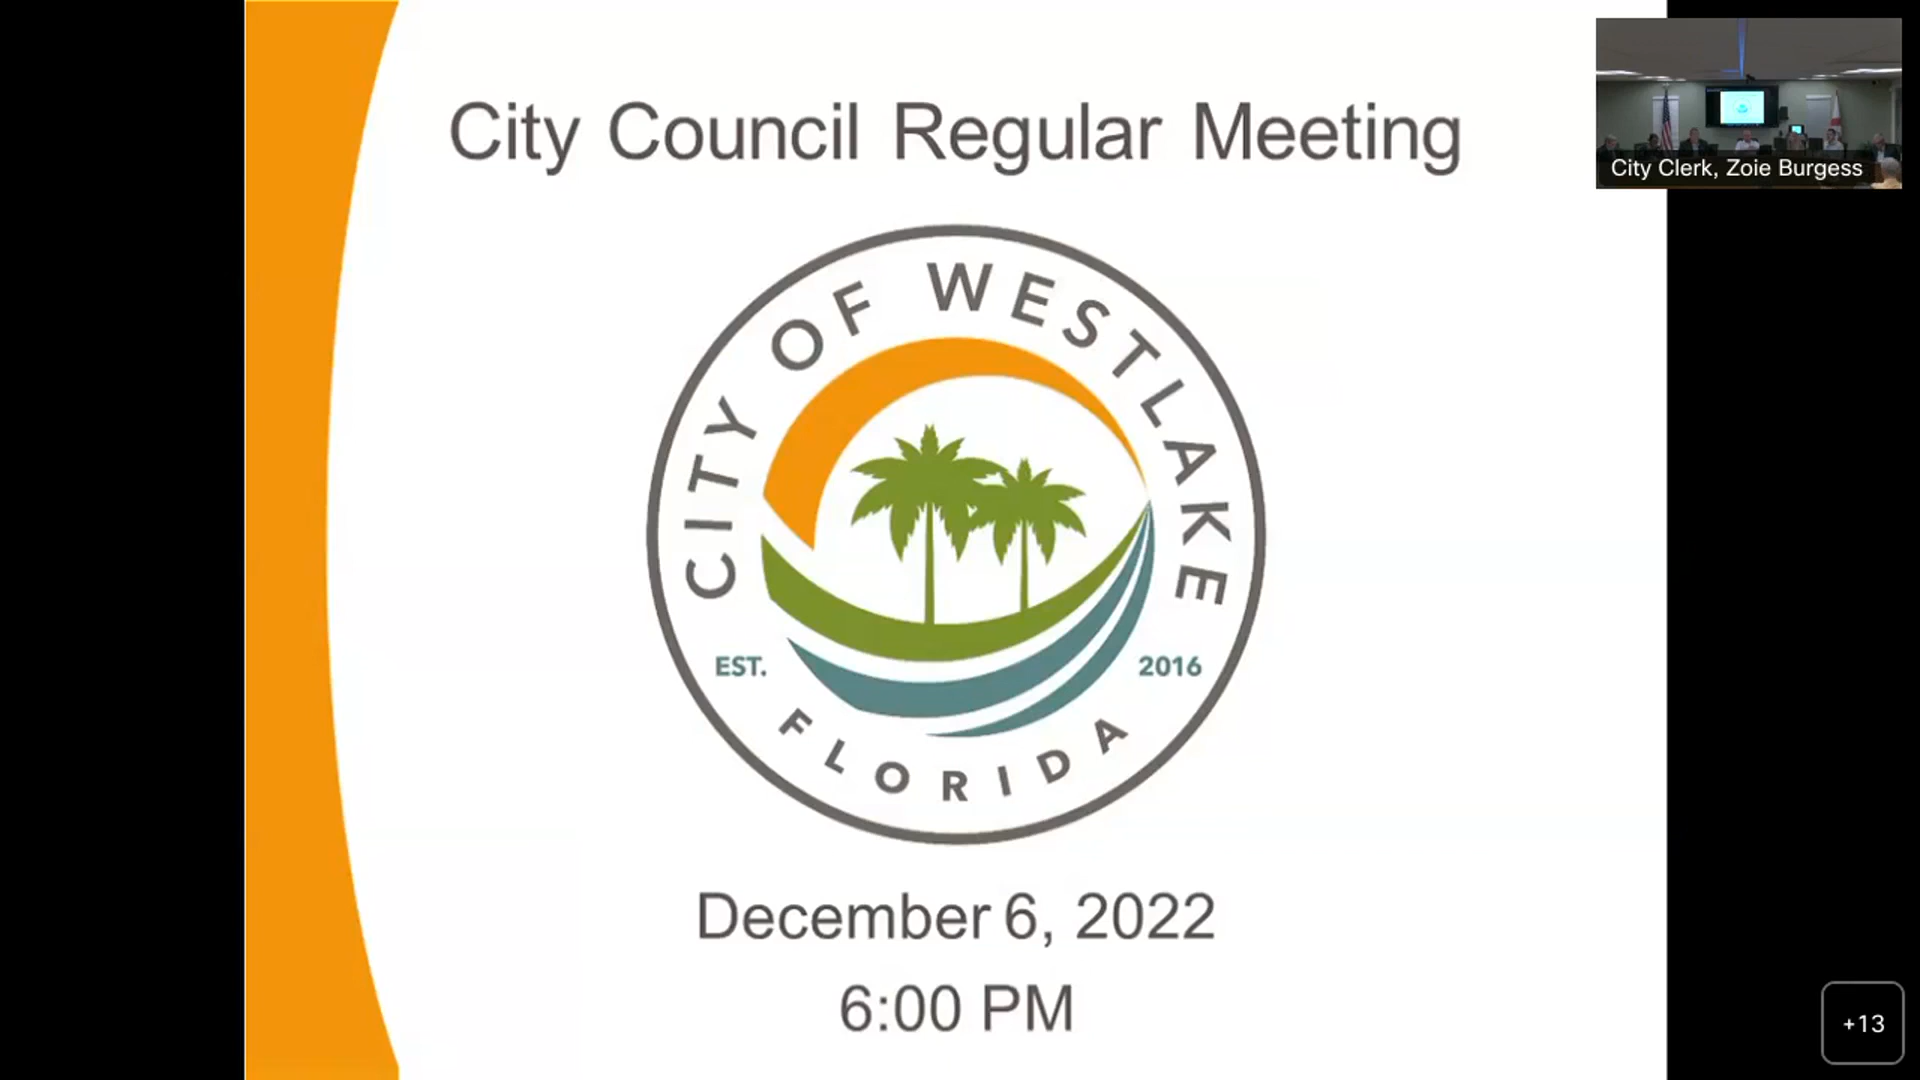 City Council Regular Meeting
City Clerk, Zoie Burgess
CITY OF WESTLAKE
EST. 2016
FLORIDA
December 6, 2022
6:00 PM
+13